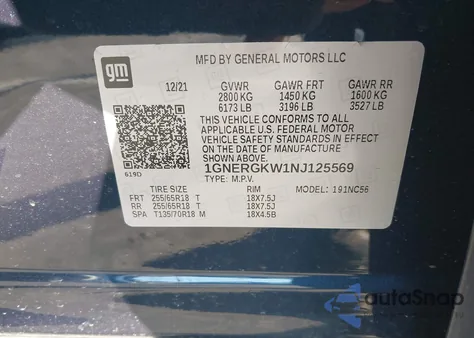 gm
MFD BY GENERAL MOTORS LLC
12/21 GVWR GAWR FRT GAWR RR
2800 KG 1450 KG 1600 KG
6173 LB 3196 LB 3527 LB
THIS VEHICLE CONFORMS TO ALL
APPLICABLE U.S. FEDERAL MOTOR
VEHICLE SAFETY STANDARDS IN EFFECT
ON THE DATE OF MANUFACTURE
SHOWN ABOVE.
1GNERGKW1NJ125569
619D
TYPE: M.P.V. MODEL: 191NC56
TIRE SIZE RIM
FRT 255/65R18 T 18X7.5J
RR 255/65R18 T 18X7.5J
SPA T135/70R18 M 18X4.5B
autoSnap